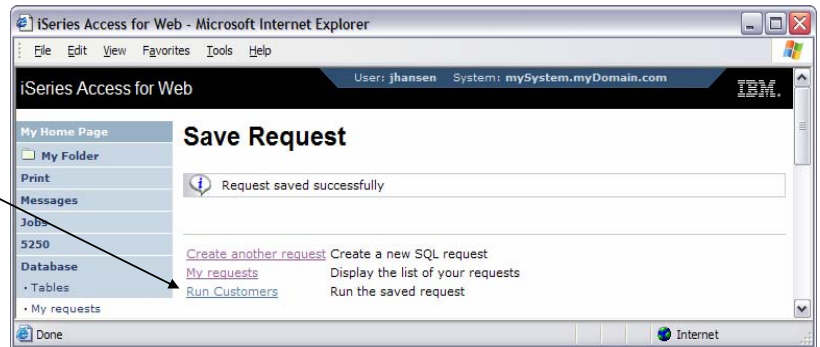 iSeries Access for Web - Microsoft Internet Explorer
File Edit View Favorites Tools Help
iSeries Access for Web
User: jhansen System: mySystem.myDomain.com
IBM.
My Home Page
My Folder
Print
Messages
Jobs
5250
Database
• Tables
• My requests
Save Request
Request saved successfully
Create another request Create a new SQL request
My requests Display the list of your requests
Run Customers Run the saved request
Done
Internet